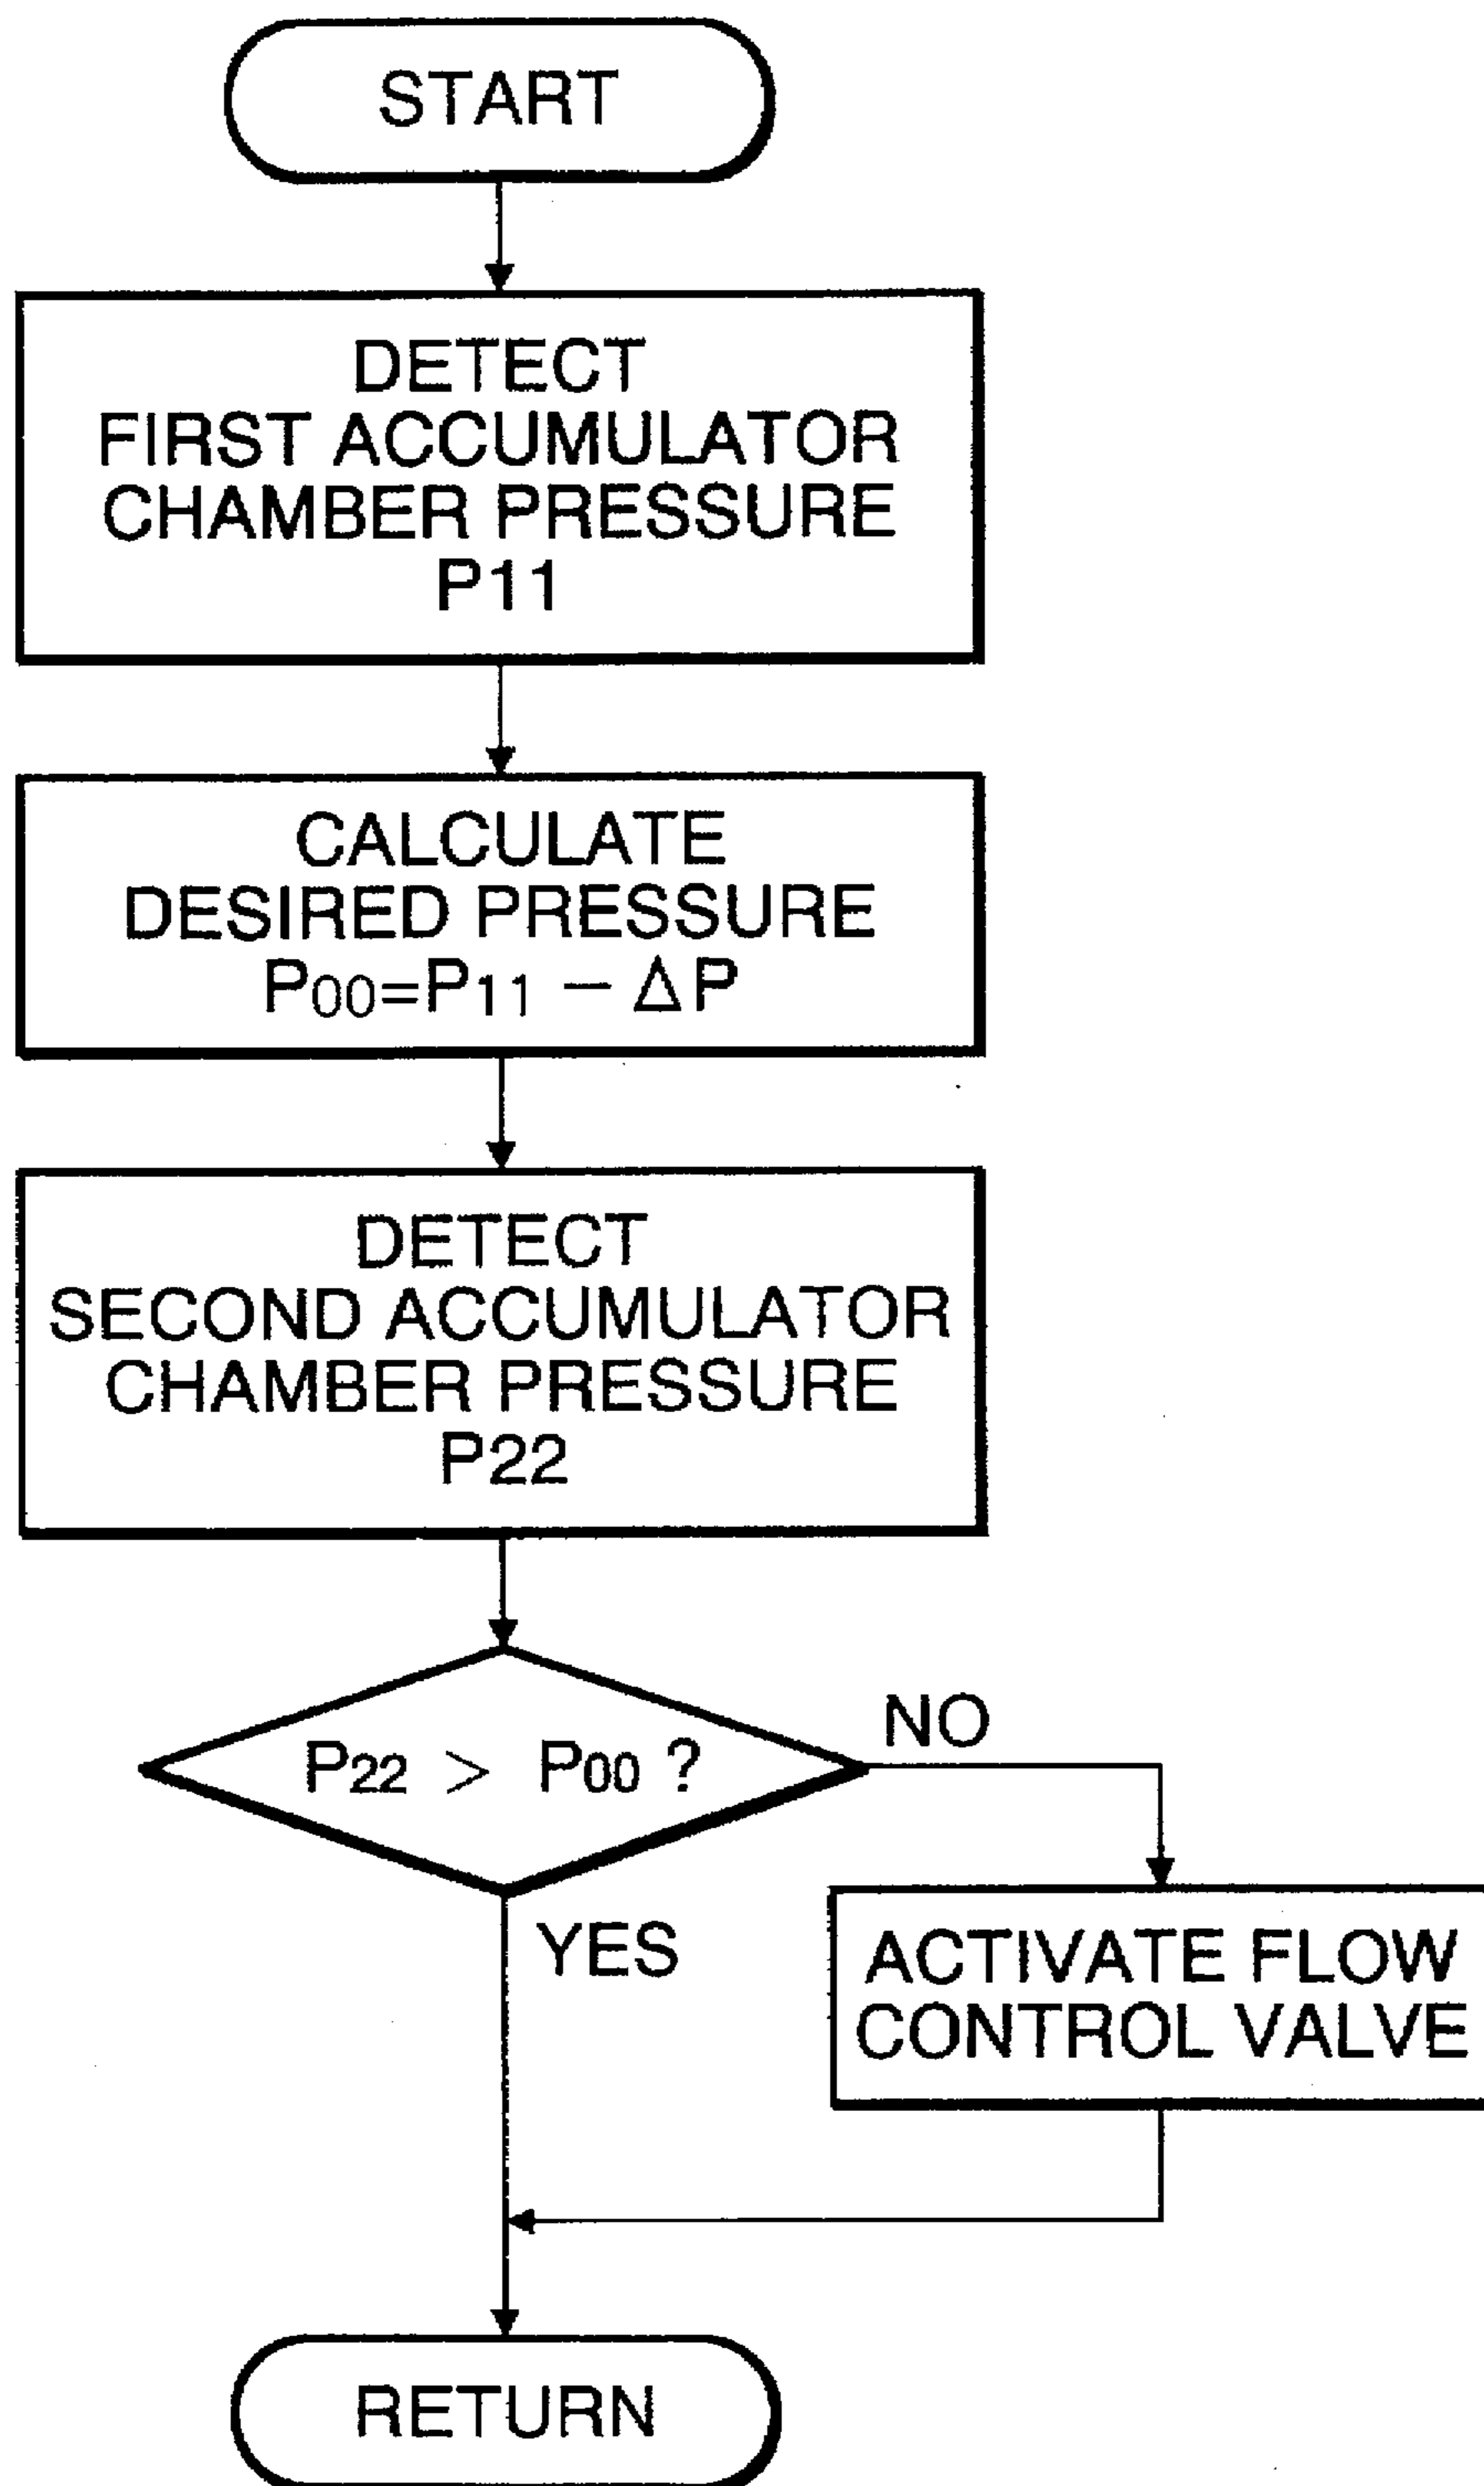 START
DETECT
FIRST ACCUMULATOR
CHAMBER PRESSURE
P11
CALCULATE
DESIRED PRESSURE
P00=P11 − ΔP
DETECT
SECOND ACCUMULATOR
CHAMBER PRESSURE
P22
P22 > P00 ?
NO
YES
ACTIVATE FLOW
CONTROL VALVE
RETURN